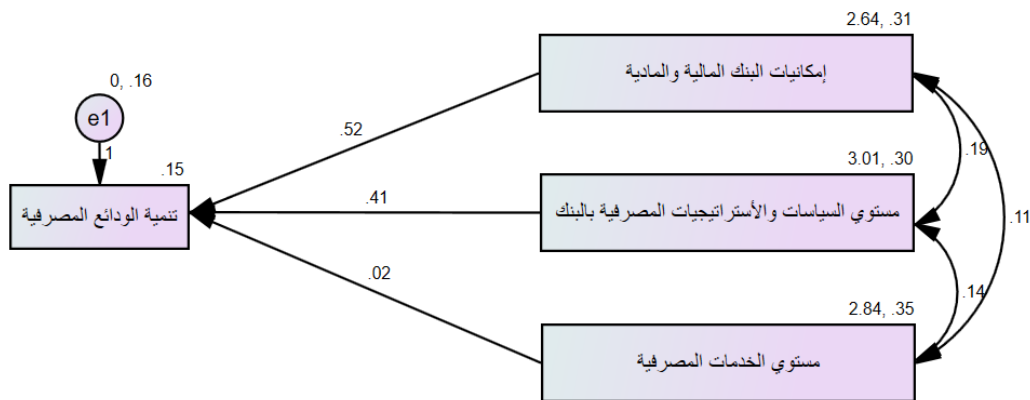 2.64, .31
إمكانيات البنك المالية والمادية
0, .16
e1
1
.52
.19
.15
3.01, .30
تنمية الودائع المصرفية
.41
مستوي السياسات والأستراتيجيات المصرفية بالبنك
.11
.02
.14
2.84, .35
مستوي الخدمات المصرفية